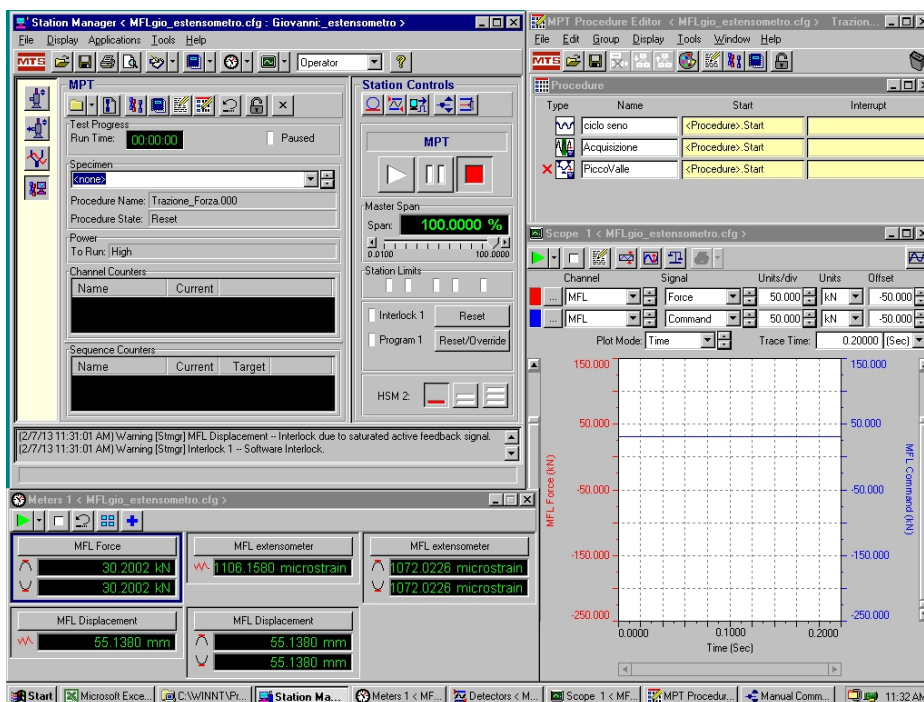 Station Manager < MFLgio_estensometro.cfg : Giovanni:_estensometro >
File Display Applications Tools Help
MTS Operator
MPT
Test Progress
Run Time: 00:00:00 Paused
Specimen
<none>
Procedure Name: Trazione_Forza.000
Procedure State: Reset
Power
To Run: High
Channel Counters
Name Current
Sequence Counters
Name Current Target
Station Controls
MPT
Master Span
Span: 100.0000 %
0.0100 100.0000
Station Limits
Interlock 1 Reset
Program 1 Reset/Override
HSM 2:
(2/7/13 11:31:01 AM) Warning [Stmgr] MFL Displacement -- Interlock due to saturated active feedback signal.
(2/7/13 11:31:01 AM) Warning [Stmgr] Interlock 1 -- Software Interlock.
MPT Procedure Editor < MFLgio_estensometro.cfg > Trazion...
File Edit Group Display Tools Window Help
MTS
Procedure
Type Name Start Interrupt
ciclo seno <Procedure>.Start
Acquisizione <Procedure>.Start
PiccoValle <Procedure>.Start
Scope 1 < MFLgio_estensometro.cfg >
Channel Signal Units/div Units Offset
... MFL Force 50.000 kN -50.000
... MFL Command 50.000 kN -50.000
Plot Mode: Time Trace Time: 0.20000 (Sec)
150.000 150.000
50.000 50.000
-50.000 -50.000
-150.000 -150.000
-250.000 -250.000
MFL Force (kN)
MFL Command (kN)
0.0000 0.1000 0.2000
Time (Sec)
Meters 1 < MFLgio_estensometro.cfg >
MFL Force
30.2002 kN
30.2002 kN
MFL extensometer
1106.1580 microstrain
MFL extensometer
1072.0226 microstrain
1072.0226 microstrain
MFL Displacement
55.1380 mm
MFL Displacement
55.1380 mm
55.1380 mm
Start Microsoft Exce... C:\WINNT\Pr... Station Ma... Meters 1 < MF... Detectors < M... Scope 1 < MF... MPT Procedur... Manual Comm... 11:32 AM